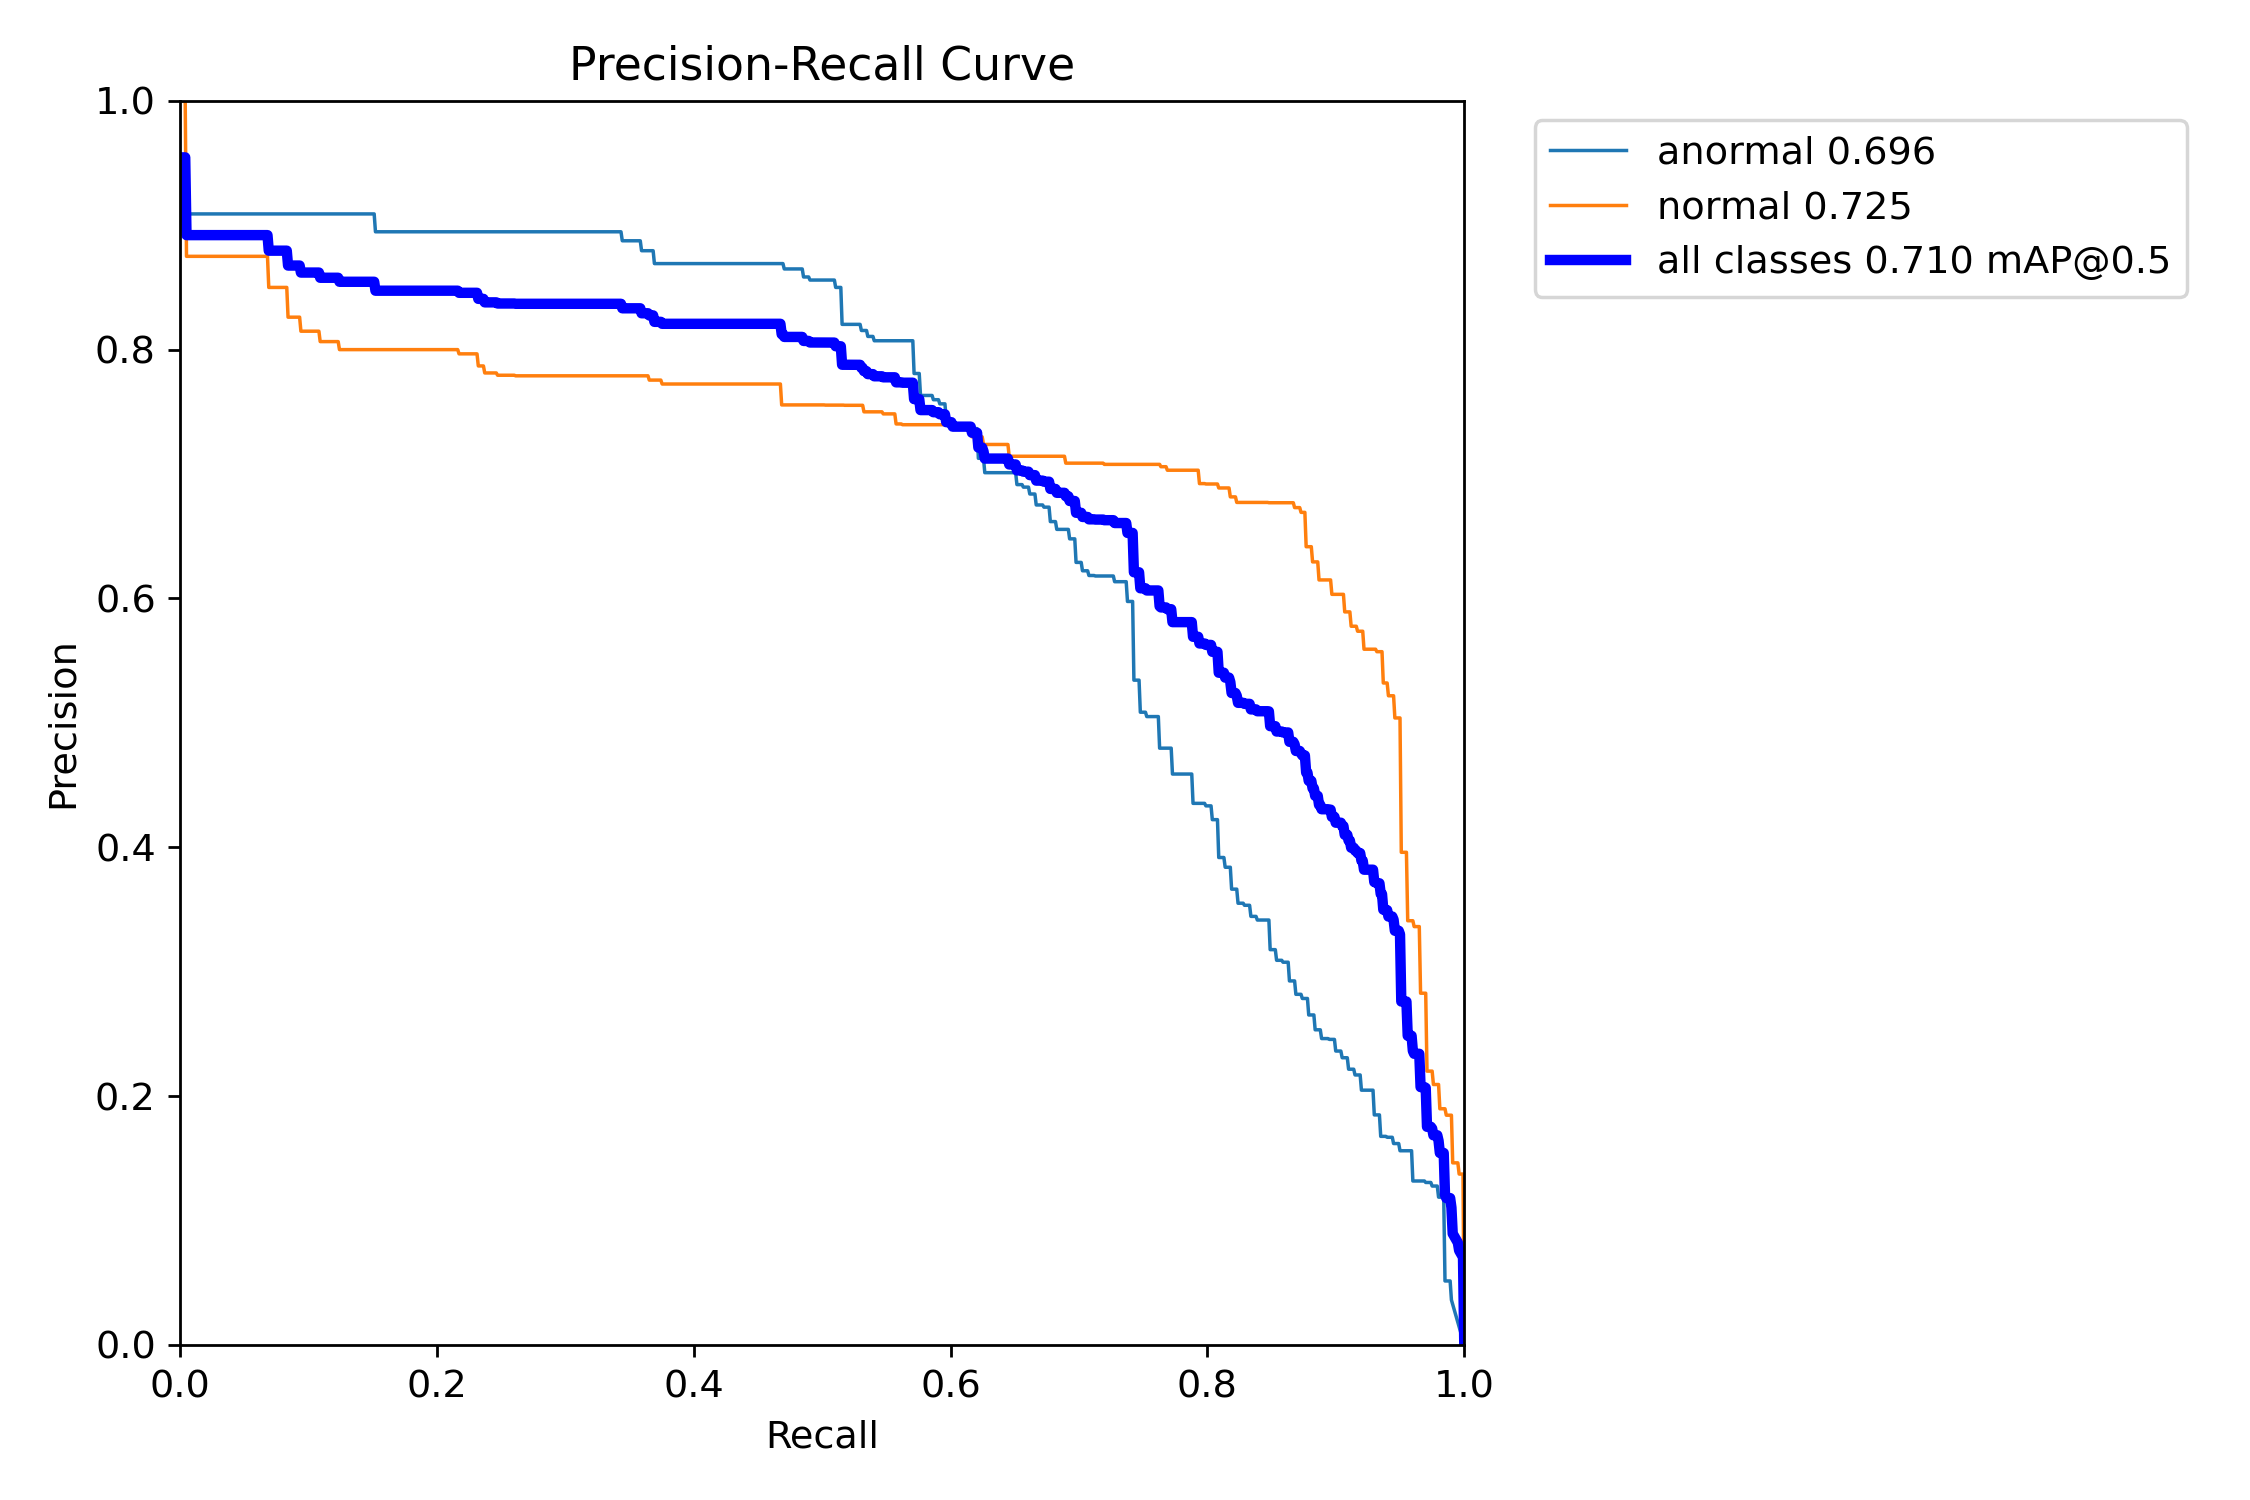 Precision-Recall Curve
1.0
0.8
0.6
0.4
0.2
0.0
Precision
0.0 0.2 0.4 0.6 0.8 1.0
Recall
anormal 0.696
normal 0.725
all classes 0.710 mAP@0.5